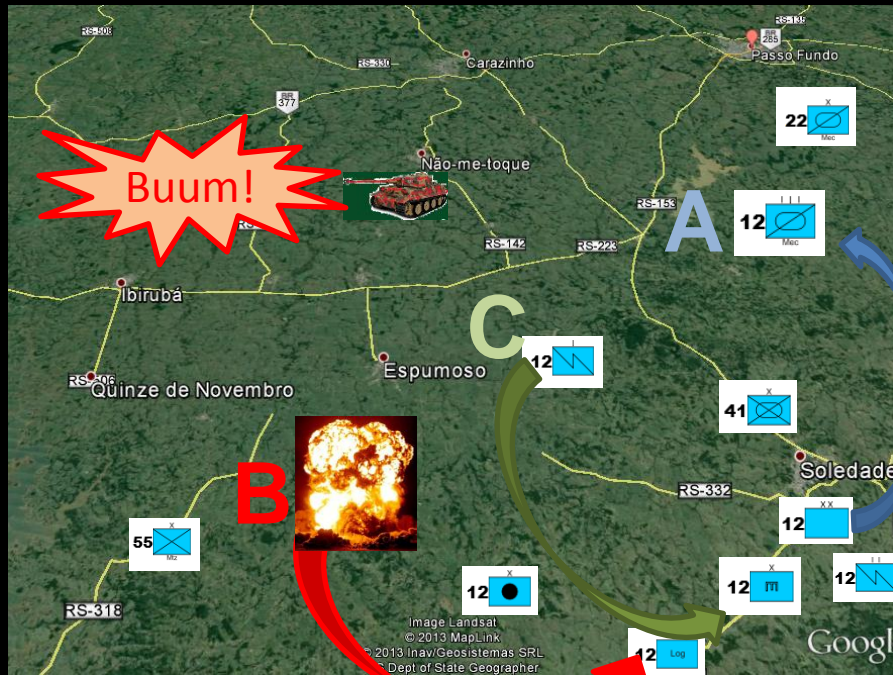 RS-508
RS-135
BR
285
Passo Fundo
Carazinho
RS-330
BR
377
X
22
Mec
Buum!
Não-me-toque
RS-153
A
III
12
Mec
RS-142
RS-223
Ibirubá
C
I
12
Espumoso
Quinze de Novembro
X
41
Soledade
B
RS-332
XX
12
X
55
Mtz
X
12
X
12
II
12
RS-318
Image Landsat
© 2013 MapLink
2013 Inav/Geosistemas SRL
Dept of State Geographer
12
Log
Googl